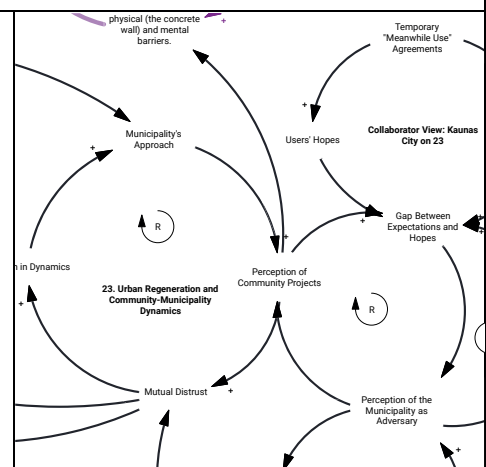 physical (the concrete
wall) and mental
barriers.
+
Temporary
"Meanwhile Use"
Agreements
+
Municipality's
Approach
+
Users' Hopes
Collaborator View: Kaunas
City on 23
R
+
+
Gap Between
Expectations and
Hopes
+
+
n in Dynamics
Perception of
Community Projects
23. Urban Regeneration and
Community-Municipality
Dynamics
+
R
Mutual Distrust
+
Perception of the
Municipality as
Adversary
+